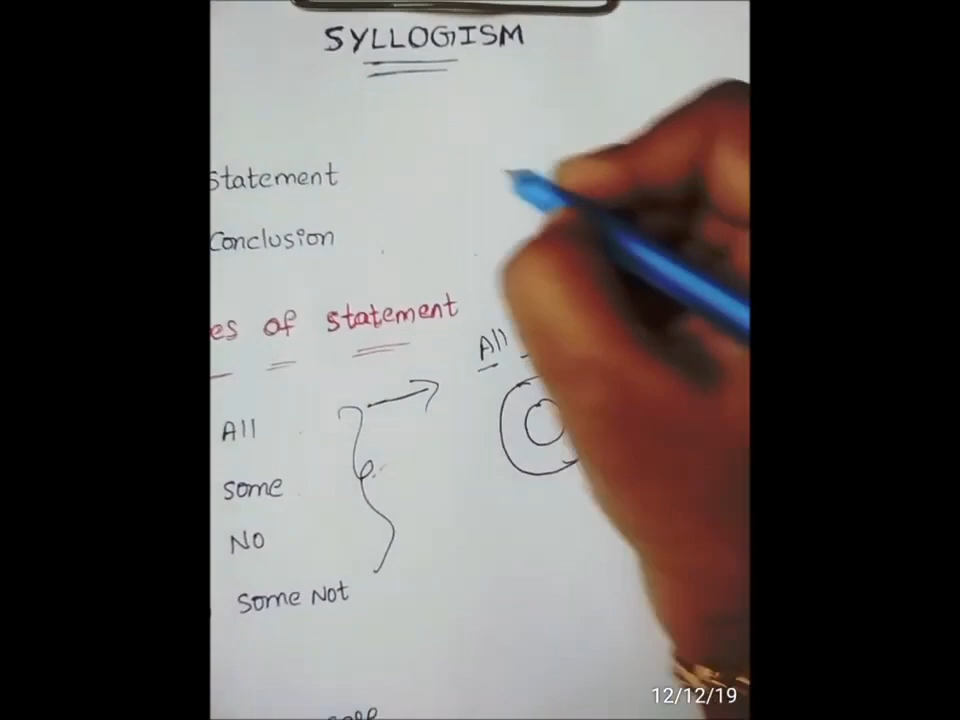 SYLLOGISM
Statement
Conclusion
es of statement
All
All
some
No
Some Not
12/12/19